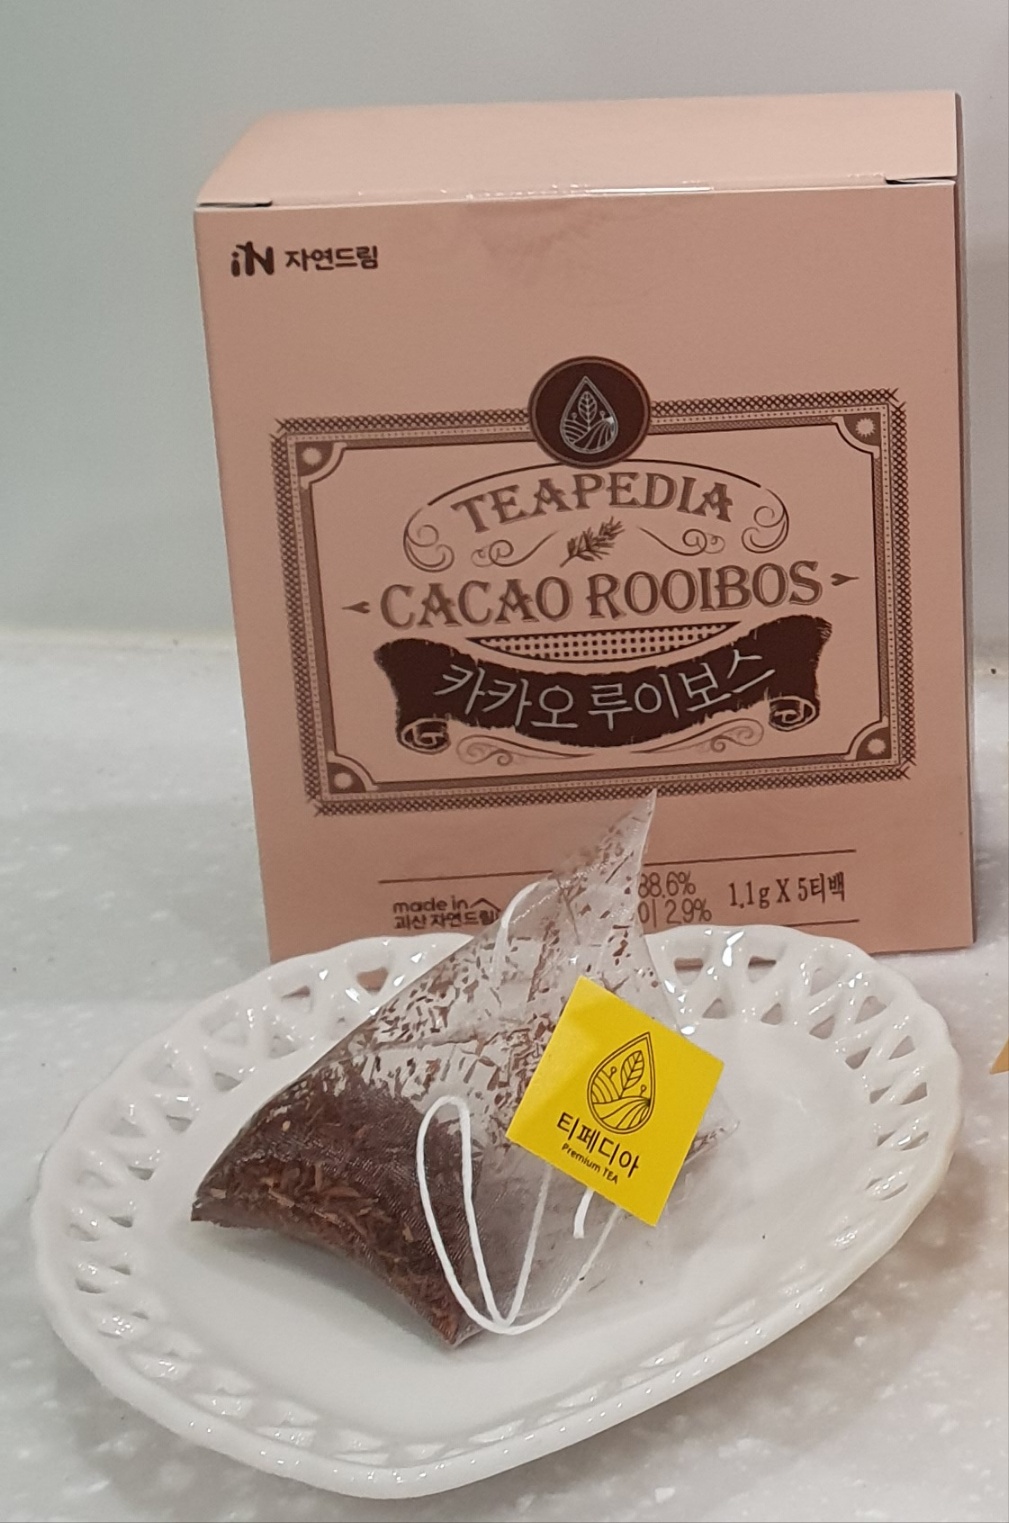 iN 자연드림
TEAPEDIA
CACAO ROOIBOS
카카오 루이보스
made in
괴산 자연드림
88.6%
이 2.9%
1.1g X 5티백
티페디아
Premium TEA